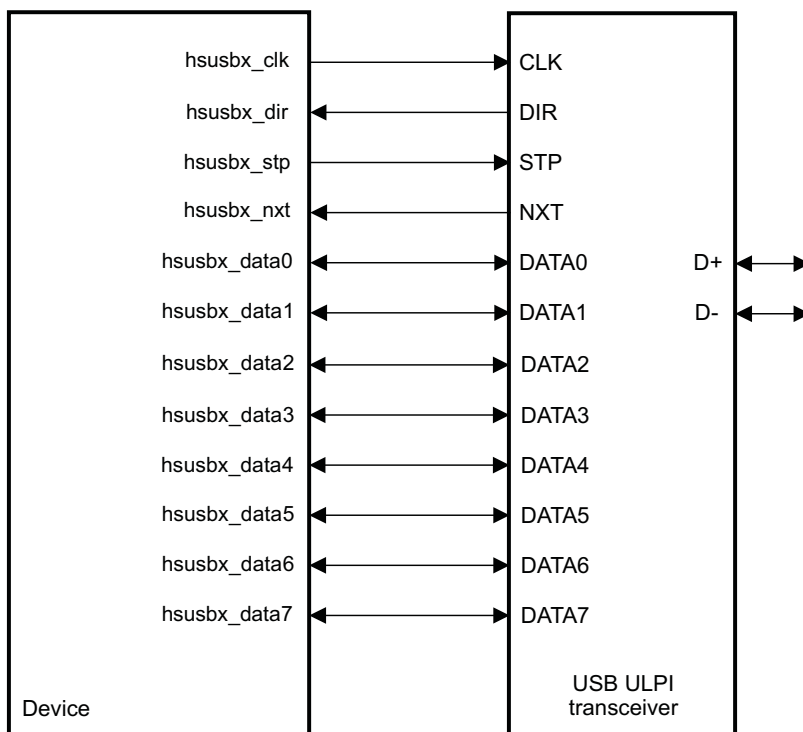 hsusbx_clk CLK
hsusbx_dir DIR
hsusbx_stp STP
hsusbx_nxt NXT
hsusbx_data0 DATA0 D+
hsusbx_data1 DATA1 D-
hsusbx_data2 DATA2
hsusbx_data3 DATA3
hsusbx_data4 DATA4
hsusbx_data5 DATA5
hsusbx_data6 DATA6
hsusbx_data7 DATA7
Device
USB ULPI
transceiver